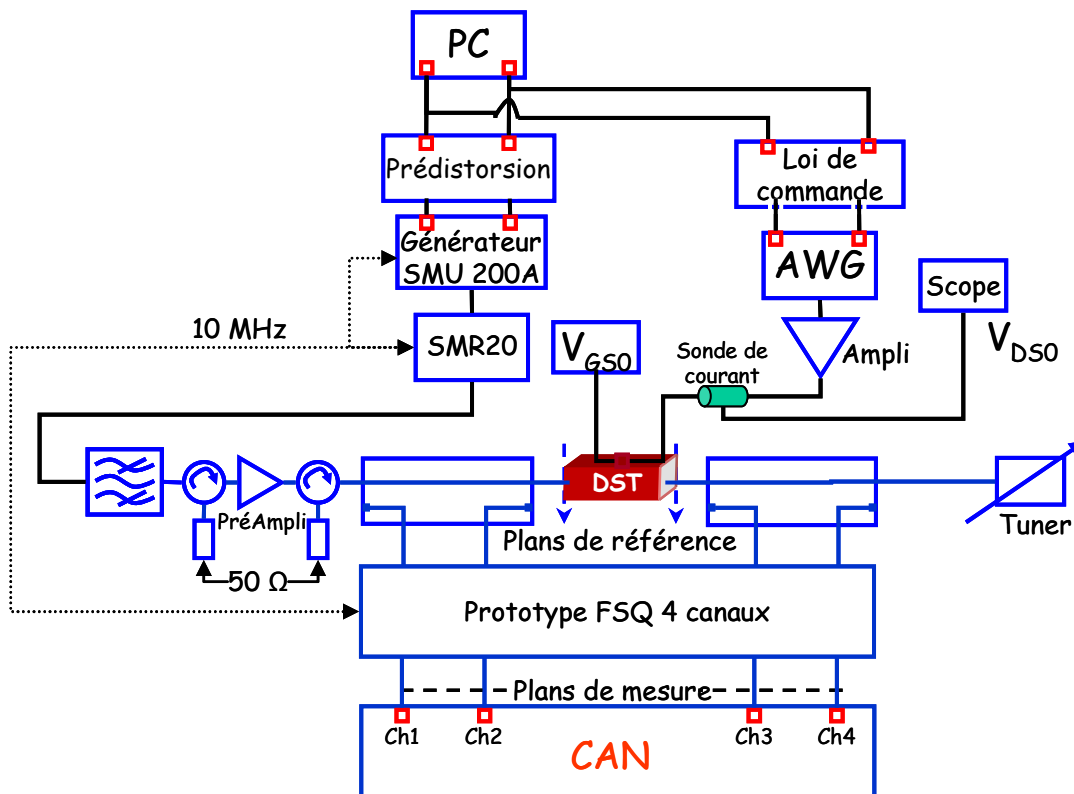 PC
Prédistorsion
Loi de
commande
Générateur
SMU 200A
AWG
Scope
10 MHz
SMR20
V GS0
Sonde de
courant
Ampli
V DS0
DST
PréAmpli
Plans de référence
Tuner
50 Ω
Prototype FSQ 4 canaux
Plans de mesure
Ch1
Ch2
Ch3
Ch4
CAN